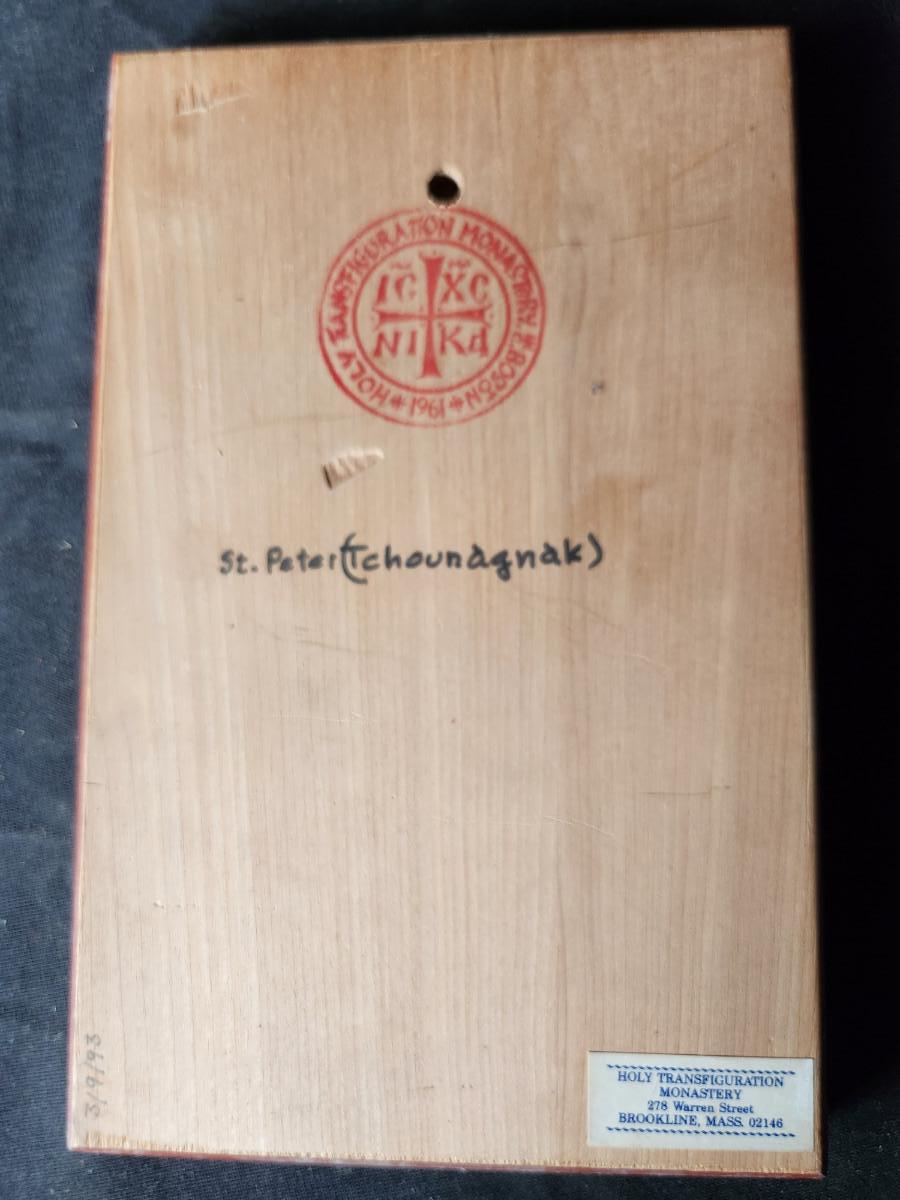 HOLY TRANSFIGURATION MONASTERY, W. BOSTON
1961
IC XC
NI KA
St. Peter (Tchounagnak)
3/9/93
HOLY TRANSFIGURATION
MONASTERY
278 Warren Street
BROOKLINE, MASS. 02146